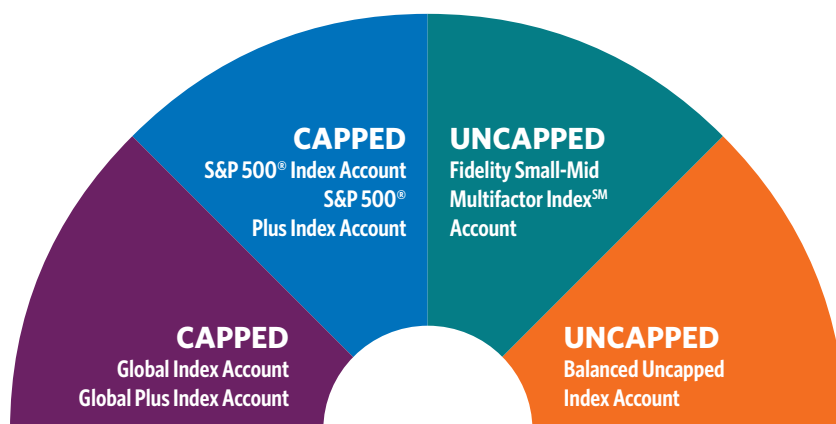 CAPPED
S&P 500® Index Account
S&P 500®
Plus Index Account
UNCAPPED
Fidelity Small-Mid
Multifactor Index℠
Account
CAPPED
Global Index Account
Global Plus Index Account
UNCAPPED
Balanced Uncapped
Index Account